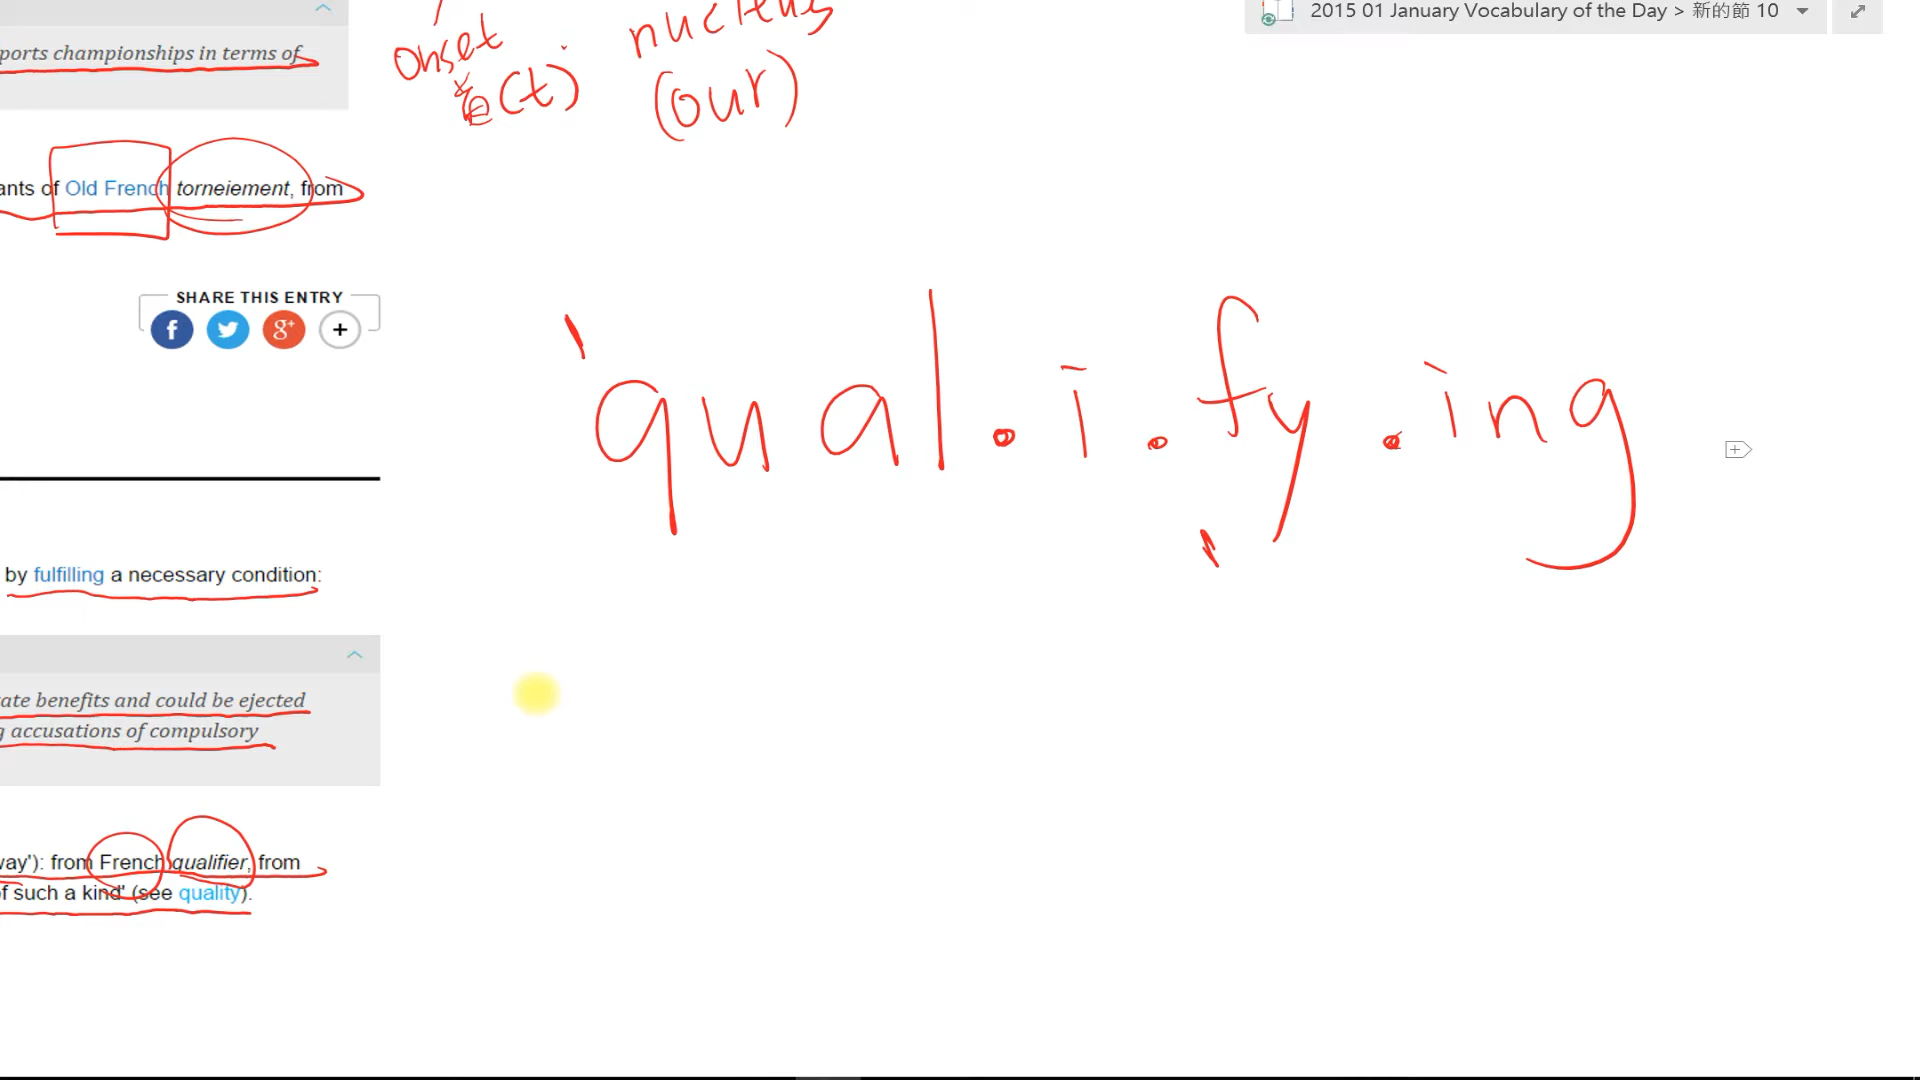 2015 01 January Vocabulary of the Day > 新的節 10
onset nucleus
首(t) (our)
ports championships in terms of
ants of Old French torneiement, from
SHARE THIS ENTRY
'qual.i.fy.ing
by fulfilling a necessary condition:
ate benefits and could be ejected
g accusations of compulsory
way'): from French qualifier, from
f such a kind' (see quality).